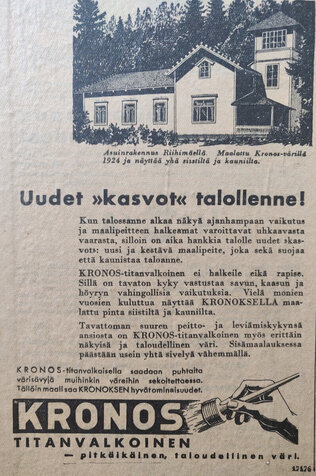 Asuinrakennus Riihimäellä. Maalattu Kronos-värillä
1924 ja näyttää yhä siistiltä ja kauniilta.
Uudet »kasvot« talollenne!
Kun talossanne alkaa näkyä ajanhampaan vaikutus
ja maalipeitteen halkeamat varoittavat uhkaavasta
vaarasta, silloin on aika hankkia talolle uudet »kas-
vot»: uusi ja kestävä maalipeite, joka sekä suojaa
että kaunistaa taloanne.
KRONOS-titanvalkoinen ei halkeile eikä rapise.
Sillä on tavaton kyky vastustaa savun, kaasun ja
höyryn vahingollisia vaikutuksia. Vielä monien
vuosien kuluttua näyttää KRONOKSELLA maa-
lattu pinta siistiltä ja kauniilta.
Tavattoman suuren peitto- ja leviämiskykynsä
ansiosta on KRONOS-titanvalkoinen myös erittäin
näkyisä ja taloudellinen väri. Sisämaalauksessa
päästään usein yhtä sivelyä vähemmällä.
KRONOS-titanvalkoisella saadaan puhtaita
värisävyjä muihinkin väreihin sekoitettaessa.
Tällöin maali saa KRONOKSEN hyvät ominaisuudet.
KRONOS
TITANVALKOINEN
— pitkäikäinen, taloudellinen väri.
17476